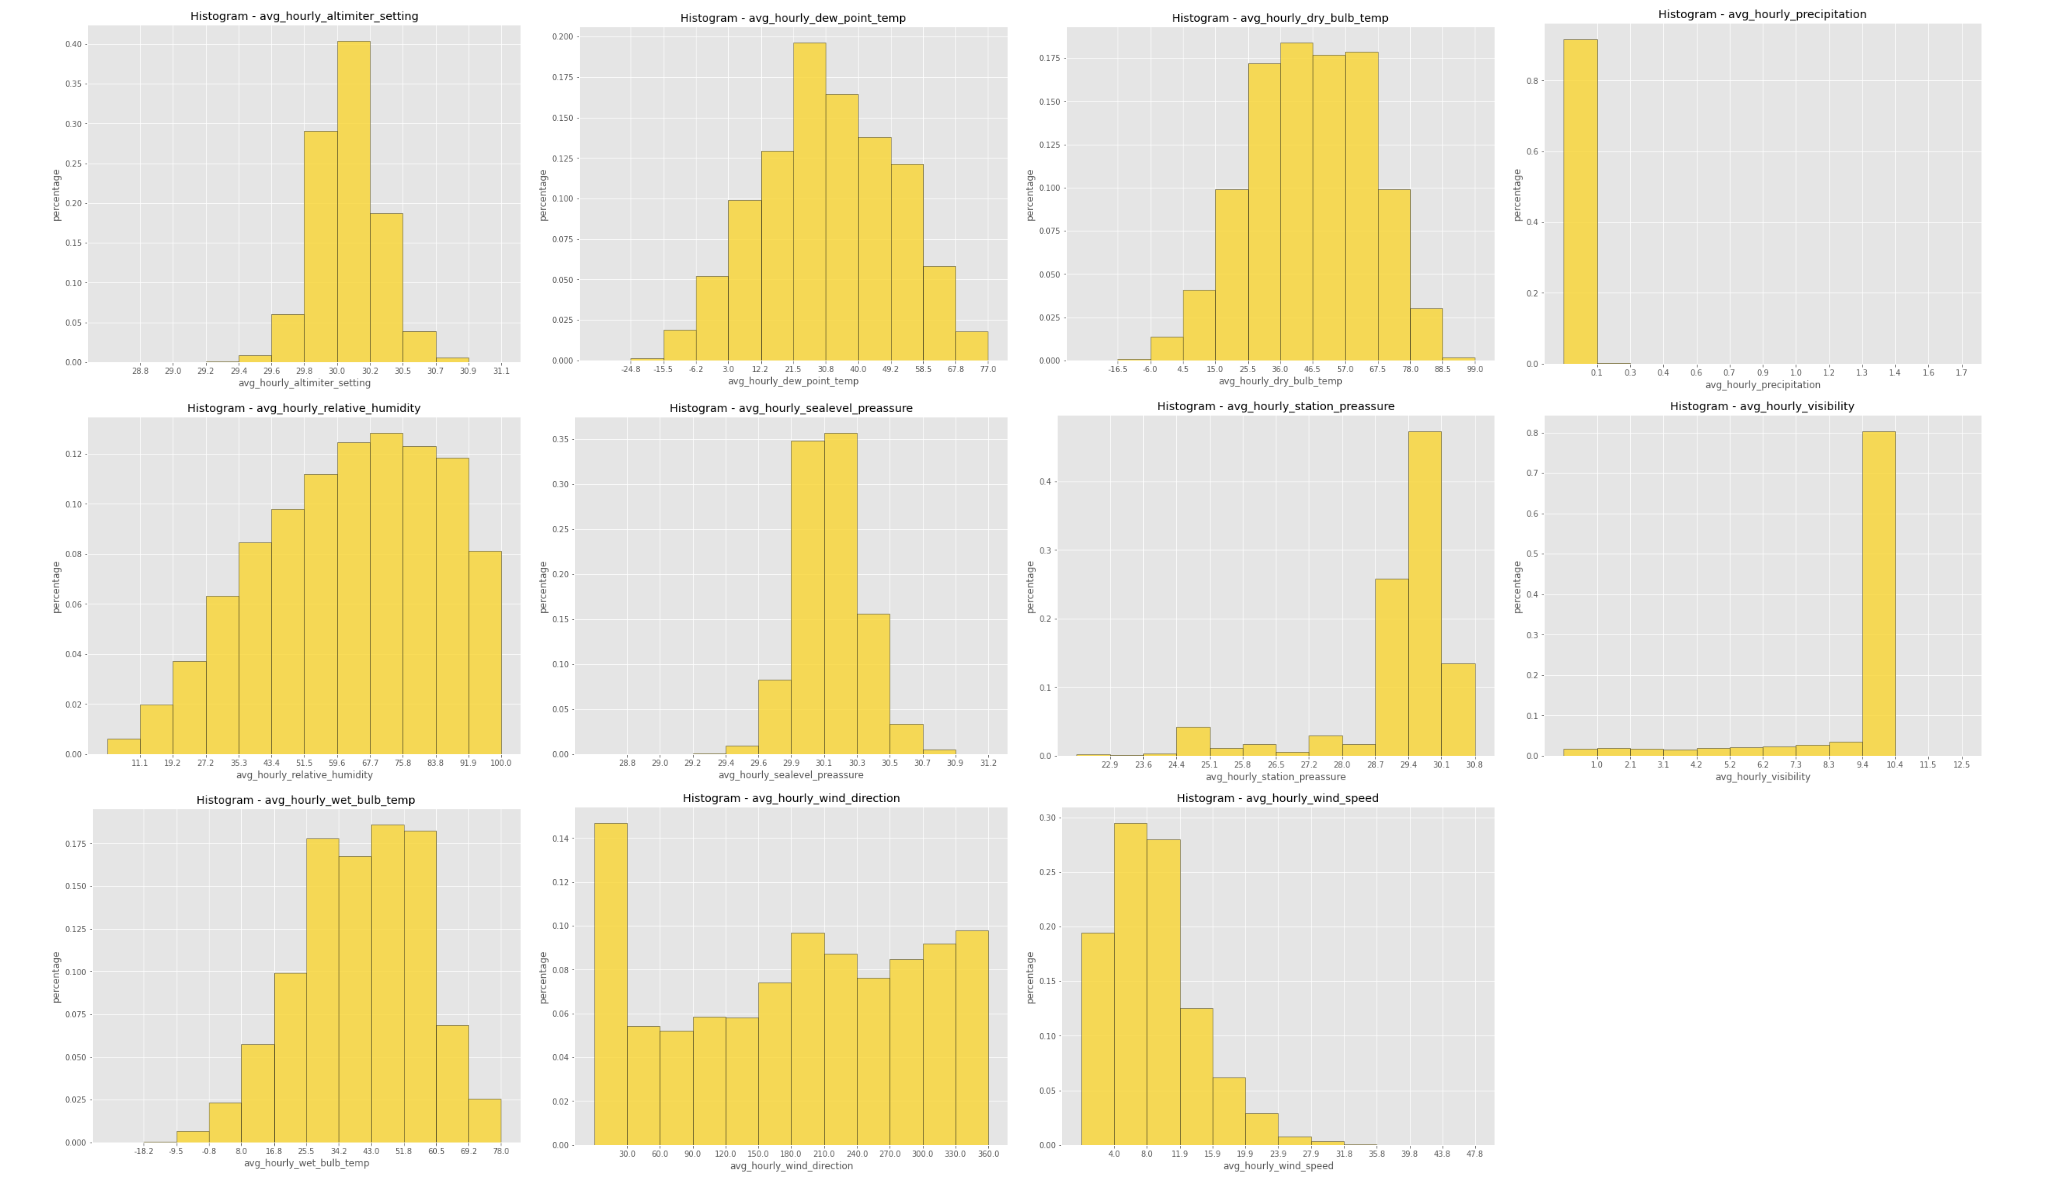 Histogram - avg_hourly_altimiter_setting
0.40
0.35
0.30
0.25
0.20
0.15
0.10
0.05
0.00
percentage
28.8 29.0 29.2 29.4 29.6 29.8 30.0 30.2 30.5 30.7 30.9 31.1
avg_hourly_altimiter_setting
Histogram - avg_hourly_dew_point_temp
0.200
0.175
0.150
0.125
0.100
0.075
0.050
0.025
0.000
percentage
-24.8 -15.5 -6.2 3.0 12.2 21.5 30.8 40.0 49.2 58.5 67.8 77.0
avg_hourly_dew_point_temp
Histogram - avg_hourly_dry_bulb_temp
0.175
0.150
0.125
0.100
0.075
0.050
0.025
0.000
percentage
-16.5 -6.0 4.5 15.0 25.5 36.0 46.5 57.0 67.5 78.0 88.5 99.0
avg_hourly_dry_bulb_temp
Histogram - avg_hourly_precipitation
0.8
0.6
0.4
0.2
0.0
percentage
0.1 0.3 0.4 0.6 0.7 0.9 1.0 1.2 1.3 1.4 1.6 1.7
avg_hourly_precipitation
Histogram - avg_hourly_relative_humidity
0.12
0.10
0.08
0.06
0.04
0.02
0.00
percentage
11.1 19.2 27.2 35.3 43.4 51.5 59.6 67.7 75.8 83.8 91.9 100.0
avg_hourly_relative_humidity
Histogram - avg_hourly_sealevel_preassure
0.35
0.30
0.25
0.20
0.15
0.10
0.05
0.00
percentage
28.8 29.0 29.2 29.4 29.6 29.9 30.1 30.3 30.5 30.7 30.9 31.2
avg_hourly_sealevel_preassure
Histogram - avg_hourly_station_preassure
0.4
0.3
0.2
0.1
0.0
percentage
22.9 23.6 24.4 25.1 25.8 26.5 27.2 28.0 28.7 29.4 30.1 30.8
avg_hourly_station_preassure
Histogram - avg_hourly_visibility
0.8
0.7
0.6
0.5
0.4
0.3
0.2
0.1
0.0
percentage
1.0 2.1 3.1 4.2 5.2 6.2 7.3 8.3 9.4 10.4 11.5 12.5
avg_hourly_visibility
Histogram - avg_hourly_wet_bulb_temp
0.175
0.150
0.125
0.100
0.075
0.050
0.025
0.000
percentage
-18.2 -9.5 -0.8 8.0 16.8 25.5 34.2 43.0 51.8 60.5 69.2 78.0
avg_hourly_wet_bulb_temp
Histogram - avg_hourly_wind_direction
0.14
0.12
0.10
0.08
0.06
0.04
0.02
0.00
percentage
30.0 60.0 90.0 120.0 150.0 180.0 210.0 240.0 270.0 300.0 330.0 360.0
avg_hourly_wind_direction
Histogram - avg_hourly_wind_speed
0.30
0.25
0.20
0.15
0.10
0.05
0.00
percentage
4.0 8.0 11.9 15.9 19.9 23.9 27.9 31.8 35.8 39.8 43.8 47.8
avg_hourly_wind_speed